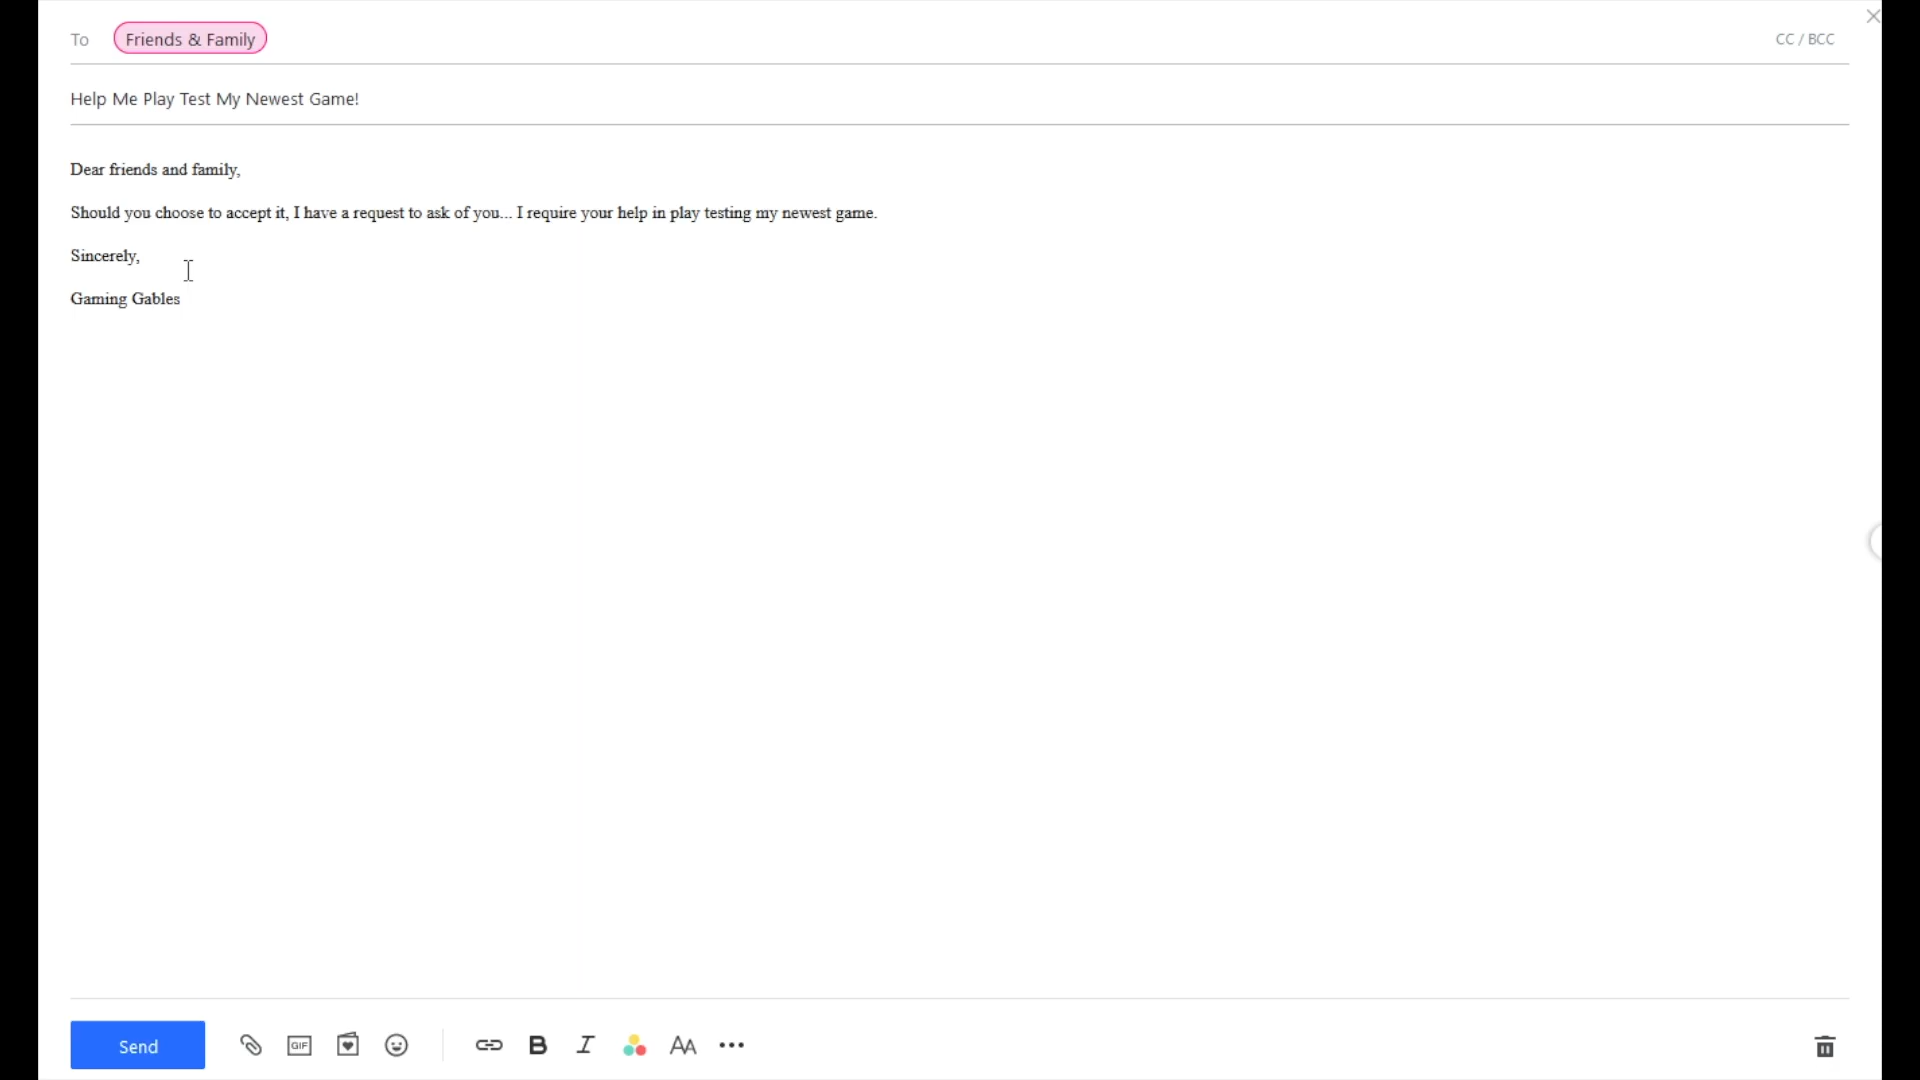 To Friends & Family CC / BCC
Help Me Play Test My Newest Game!
Dear friends and family,
Should you choose to accept it, I have a request to ask of you... I require your help in play testing my newest game.
Sincerely,
Gaming Gables
Send GIF B I AA